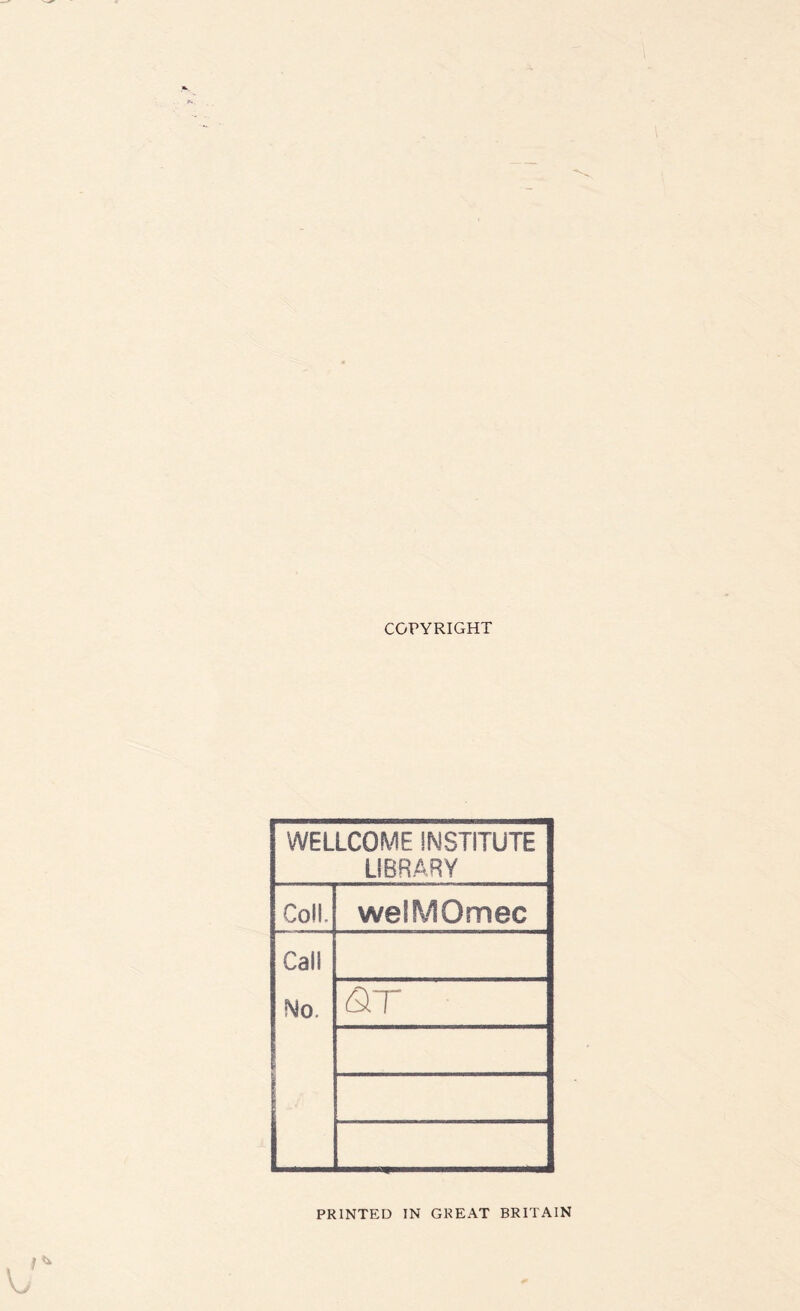 COPYRIGHT
WELLCOME INSTITUTE
LIBRARY
Coll. welMOmec
Call
No. QT
PRINTED IN GREAT BRITAIN